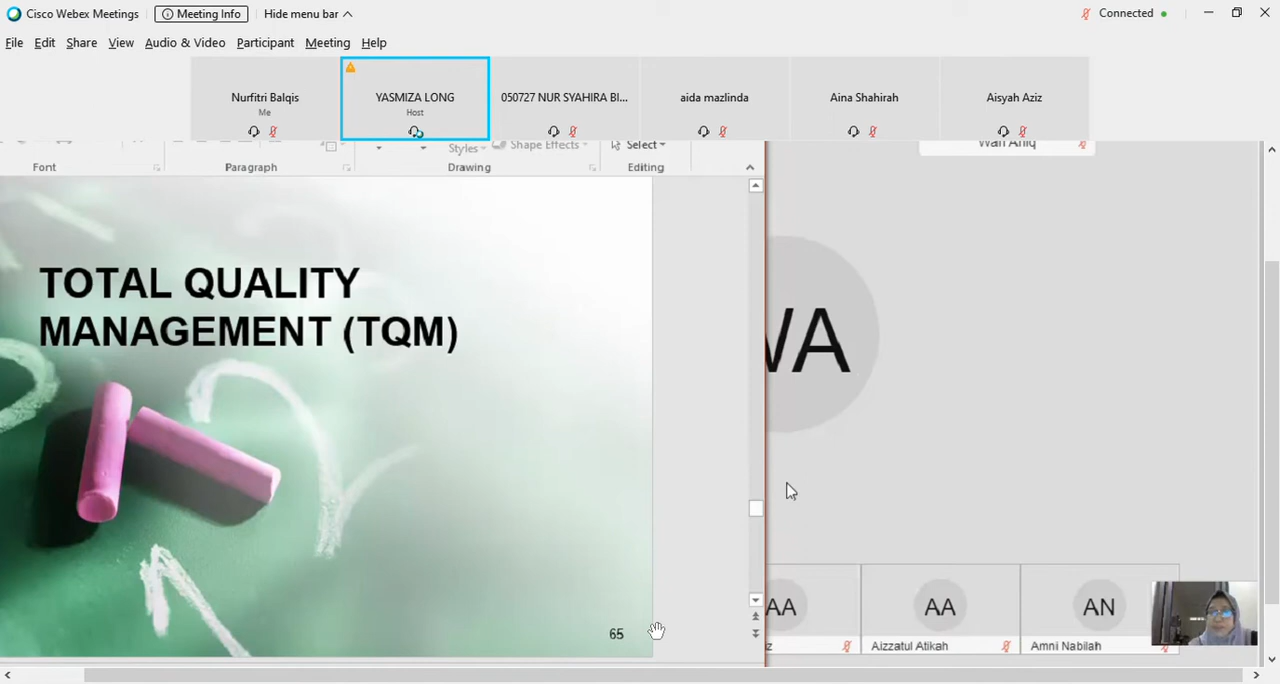 Cisco Webex Meetings Meeting Info Hide menu bar Connected
File Edit Share View Audio & Video Participant Meeting Help
Nurfitri Balqis YASMIZA LONG 050727 NUR SYAHIRA BI... aida mazlinda Aina Shahirah Aisyah Aziz
Me Host
Styles Shape Effects Select
Font Paragraph Drawing Editing
TOTAL QUALITY
MANAGEMENT (TQM)
WA
65
AA AA AN
Aizzatul Atikah Amni Nabilah